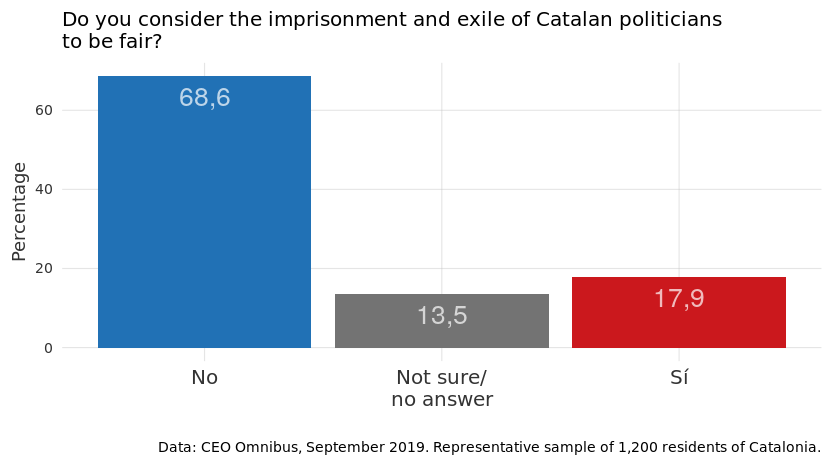 Do you consider the imprisonment and exile of Catalan politicians
to be fair?
Percentage
60
40
20
0
68,6
13,5
17,9
No
Not sure/
no answer
Sí
Data: CEO Omnibus, September 2019. Representative sample of 1,200 residents of Catalonia.